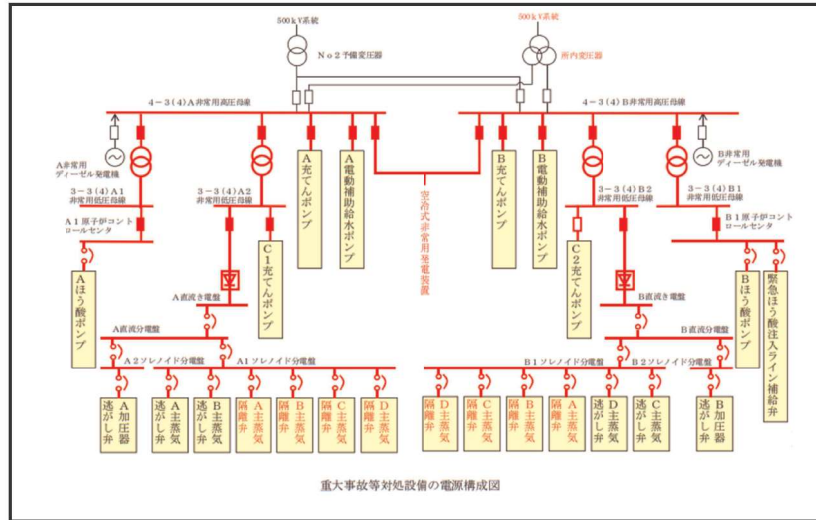 500kV系統
500kV系統
No2予備変圧器
所内変圧器
4-3(4)A非常用高圧母線
4-3(4)B非常用高圧母線
A非常用
ディーゼル発電機
B非常用
ディーゼル発電機
3-3(4)A1
非常用低圧母線
3-3(4)A2
非常用低圧母線
3-3(4)B2
非常用低圧母線
3-3(4)B1
非常用低圧母線
A充てんポンプ
A電動補助給水ポンプ
空冷式非常用発電装置
B充てんポンプ
B電動補助給水ポンプ
A1原子炉コント
ロールセンタ
B1原子炉コント
ロールセンタ
Aほう酸ポンプ
C1充てんポンプ
C2充てんポンプ
Bほう酸ポンプ
緊急ほう酸注入ライン補給弁
A直流き電盤
B直流き電盤
A直流分電盤
B直流分電盤
A2ソレノイド分電盤
A1ソレノイド分電盤
B1ソレノイド分電盤
B2ソレノイド分電盤
A加圧器
逃がし弁
A主蒸気
逃がし弁
B主蒸気
逃がし弁
A主蒸気
隔離弁
B主蒸気
隔離弁
C主蒸気
隔離弁
D主蒸気
隔離弁
D主蒸気
隔離弁
C主蒸気
隔離弁
B主蒸気
隔離弁
A主蒸気
隔離弁
D主蒸気
逃がし弁
C主蒸気
逃がし弁
B加圧器
逃がし弁
重大事故等対処設備の電源構成図